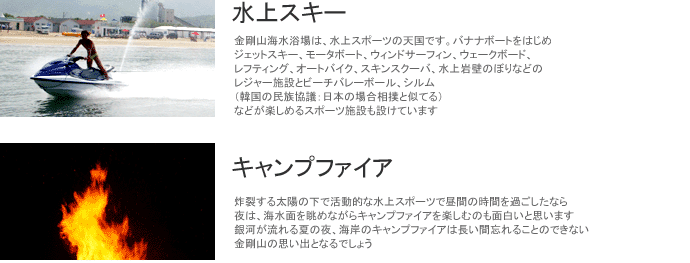 水上スキー
金剛山海水浴場は、水上スポーツの天国です。バナナボートをはじめ
ジェットスキー、モータボート、ウィンドサーフィン、ウェークボード、
レフティング、オートバイク、スキンスクーバ、水上岩壁のぼりなどの
レジャー施設とビーチバレーボール、シルム
（韓国の民族協議：日本の場合相撲と似てる）
などが楽しめるスポーツ施設も設けています
キャンプファイア
炸裂する太陽の下で活動的な水上スポーツで昼間の時間を過ごしたなら
夜は、海水面を眺めながらキャンプファイアを楽しむのも面白いと思います
銀河が流れる夏の夜、海岸のキャンプファイアは長い間忘れることのできない
金剛山の思い出となるでしょう